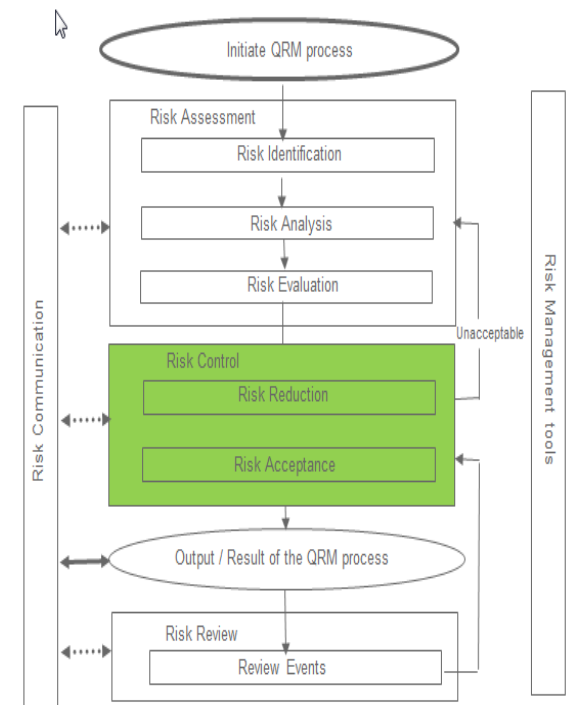 Initiate QRM process
Risk Assessment
Risk Identification
Risk Analysis
Risk Evaluation
Unacceptable
Risk Control
Risk Reduction
Risk Acceptance
Output / Result of the QRM process
Risk Review
Review Events
Risk Communication
Risk Management tools